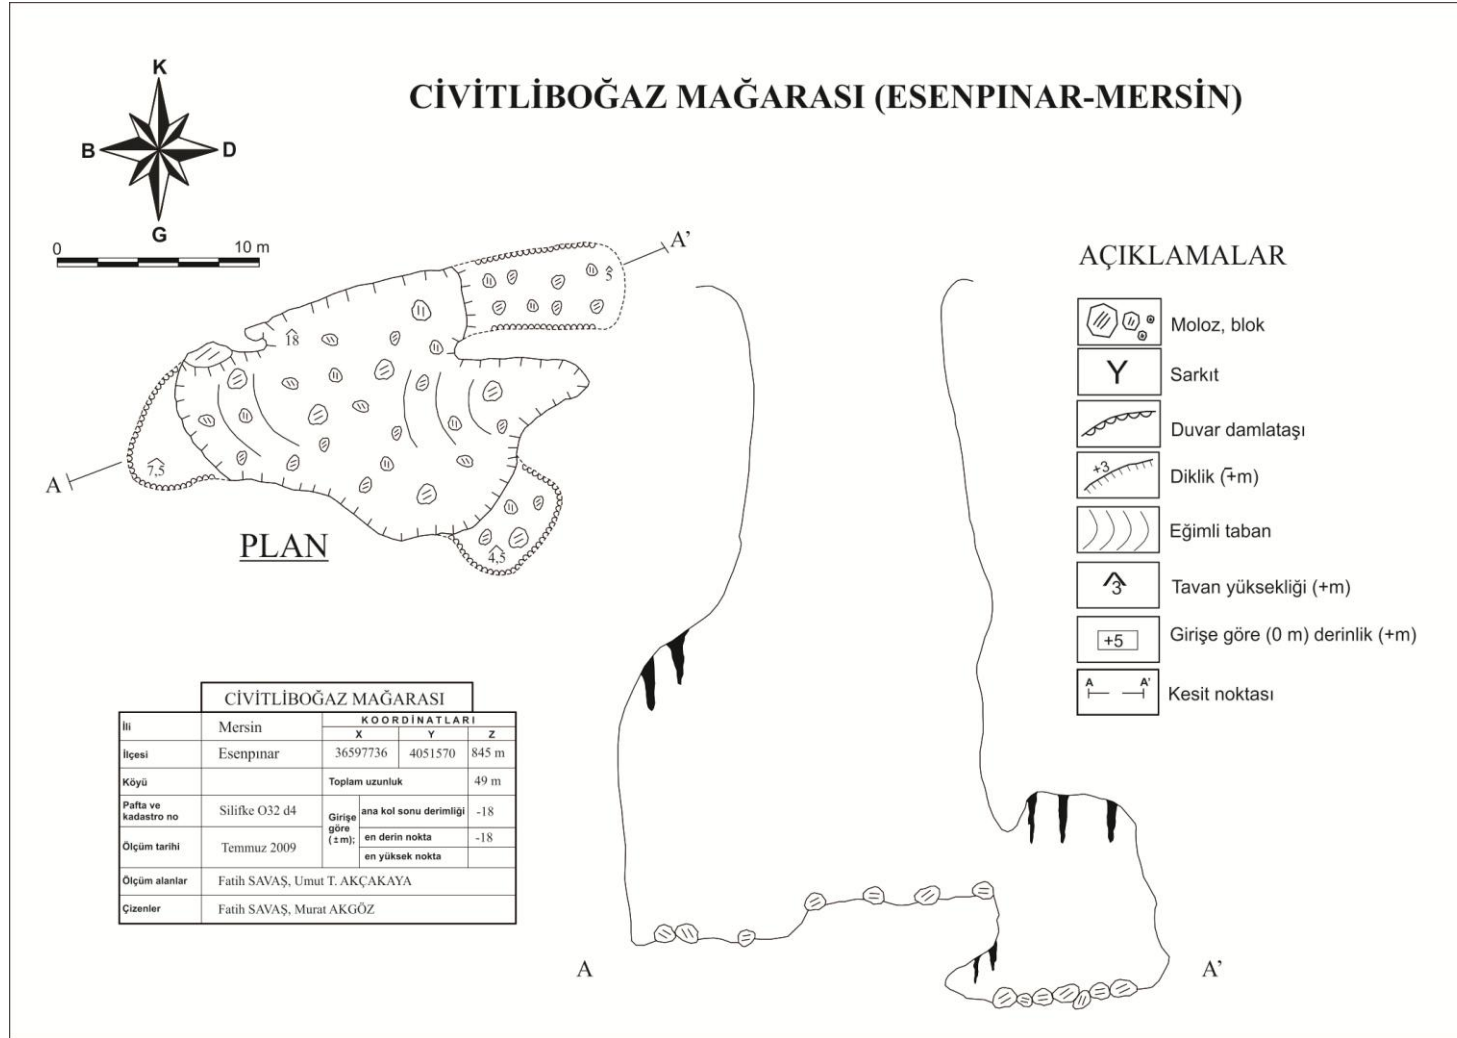 CİVİTLİBOĞAZ MAĞARASI (ESENPINAR-MERSİN)
K
B
D
G
0
10 m
A'
5
18
7,5
A
4,5
PLAN
AÇIKLAMALAR
Moloz, blok
Y
Sarkıt
Duvar damlataşı
+3
Diklik (∓m)
Eğimli taban
3
Tavan yüksekliği (+m)
+5
Girişe göre (0 m) derinlik (+m)
A A'
Kesit noktası
CİVİTLİBOĞAZ MAĞARASI
İli Mersin KOORDİNATLARI
X Y Z
İlçesi Esenpınar 36597736 4051570 845 m
Köyü Toplam uzunluk 49 m
Pafta ve kadastro no Silifke O32 d4
Girişe göre (±m);
ana kol sonu derimliği -18
Ölçüm tarihi Temmuz 2009
en derin nokta -18
en yüksek nokta
Ölçüm alanlar Fatih SAVAŞ, Umut T. AKÇAKAYA
Çizenler Fatih SAVAŞ, Murat AKGÖZ
A
A'